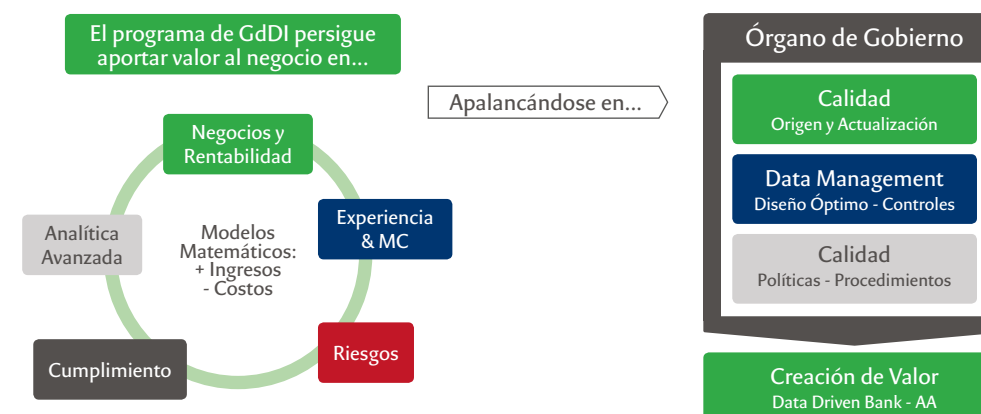 El programa de GdDI persigue
aportar valor al negocio en...
Apalancándose en...
Negocios y
Rentabilidad
Experiencia
& MC
Riesgos
Cumplimiento
Analítica
Avanzada
Modelos
Matemáticos:
+ Ingresos
- Costos
Órgano de Gobierno
Calidad
Origen y Actualización
Data Management
Diseño Óptimo - Controles
Calidad
Políticas - Procedimientos
Creación de Valor
Data Driven Bank - AA